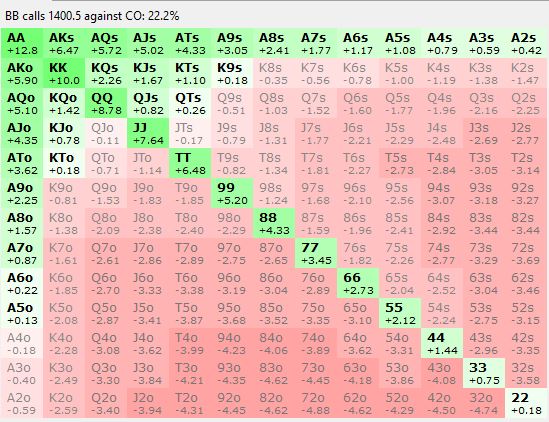 BB calls 1400.5 against CO: 22.2%
AA AKs AQs AJs ATs A9s A8s A7s A6s A5s A4s A3s A2s
+12.8 +6.47 +5.72 +5.02 +4.33 +3.05 +2.41 +1.77 +1.17 +1.08 +0.79 +0.59 +0.42
AKo KK KQs KJs KTs K9s K8s K7s K6s K5s K4s K3s K2s
+5.90 +10.0 +2.26 +1.67 +1.10 +0.18 -0.35 -0.56 -0.78 -1.00 -1.19 -1.38 -1.47
AQo KQo QQ QJs QTs Q9s Q8s Q7s Q6s Q5s Q4s Q3s Q2s
+5.10 +1.42 +8.78 +0.82 +0.26 -0.51 -1.03 -1.52 -1.60 -1.77 -1.96 -2.16 -2.25
AJo KJo QJo JJ JTs J9s J8s J7s J6s J5s J4s J3s J2s
+4.35 +0.78 -0.11 +7.64 -0.17 -0.79 -1.31 -1.77 -2.21 -2.29 -2.48 -2.69 -2.77
ATo KTo QTo JTo TT T9s T8s T7s T6s T5s T4s T3s T2s
+3.62 +0.18 -0.71 -1.14 +6.48 -0.82 -1.34 -1.81 -2.27 -2.73 -2.84 -3.05 -3.14
A9o K9o Q9o J9o T9o 99 98s 97s 96s 95s 94s 93s 92s
+2.25 -0.81 -1.53 -1.83 -1.85 +5.20 -1.24 -1.68 -2.10 -2.56 -3.07 -3.18 -3.27
A8o K8o Q8o J8o T8o 98o 88 87s 86s 85s 84s 83s 82s
+1.57 -1.38 -2.09 -2.38 -2.40 -2.29 +4.33 -1.59 -1.96 -2.41 -2.92 -3.44 -3.44
A7o K7o Q7o J7o T7o 97o 87o 77 76s 75s 74s 73s 72s
+0.87 -1.61 -2.61 -2.86 -2.89 -2.75 -2.65 +3.45 -1.82 -2.26 -2.77 -3.29 -3.69
A6o K6o Q6o J6o T6o 96o 86o 76o 66 65s 64s 63s 62s
+0.22 -1.85 -2.70 -3.33 -3.38 -3.19 -3.04 -2.89 +2.73 -2.04 -2.52 -3.04 -3.46
A5o K5o Q5o J5o T5o 95o 85o 75o 65o 55 54s 53s 52s
+0.13 -2.08 -2.87 -3.41 -3.87 -3.68 -3.52 -3.35 -3.10 +2.12 -2.24 -2.75 -3.15
A4o K4o Q4o J4o T4o 94o 84o 74o 64o 54o 44 43s 42s
-0.18 -2.28 -3.08 -3.62 -3.99 -4.23 -4.06 -3.89 -3.62 -3.31 +1.44 -2.96 -3.35
A3o K3o Q3o J3o T3o 93o 83o 73o 63o 53o 43o 33 32s
-0.40 -2.49 -3.30 -3.84 -4.21 -4.35 -4.62 -4.45 -4.18 -3.86 -4.08 +0.75 -3.58
A2o K2o Q2o J2o T2o 92o 82o 72o 62o 52o 42o 32o 22
-0.59 -2.59 -3.40 -3.94 -4.31 -4.45 -4.62 -4.88 -4.62 -4.29 -4.50 -4.74 +0.18